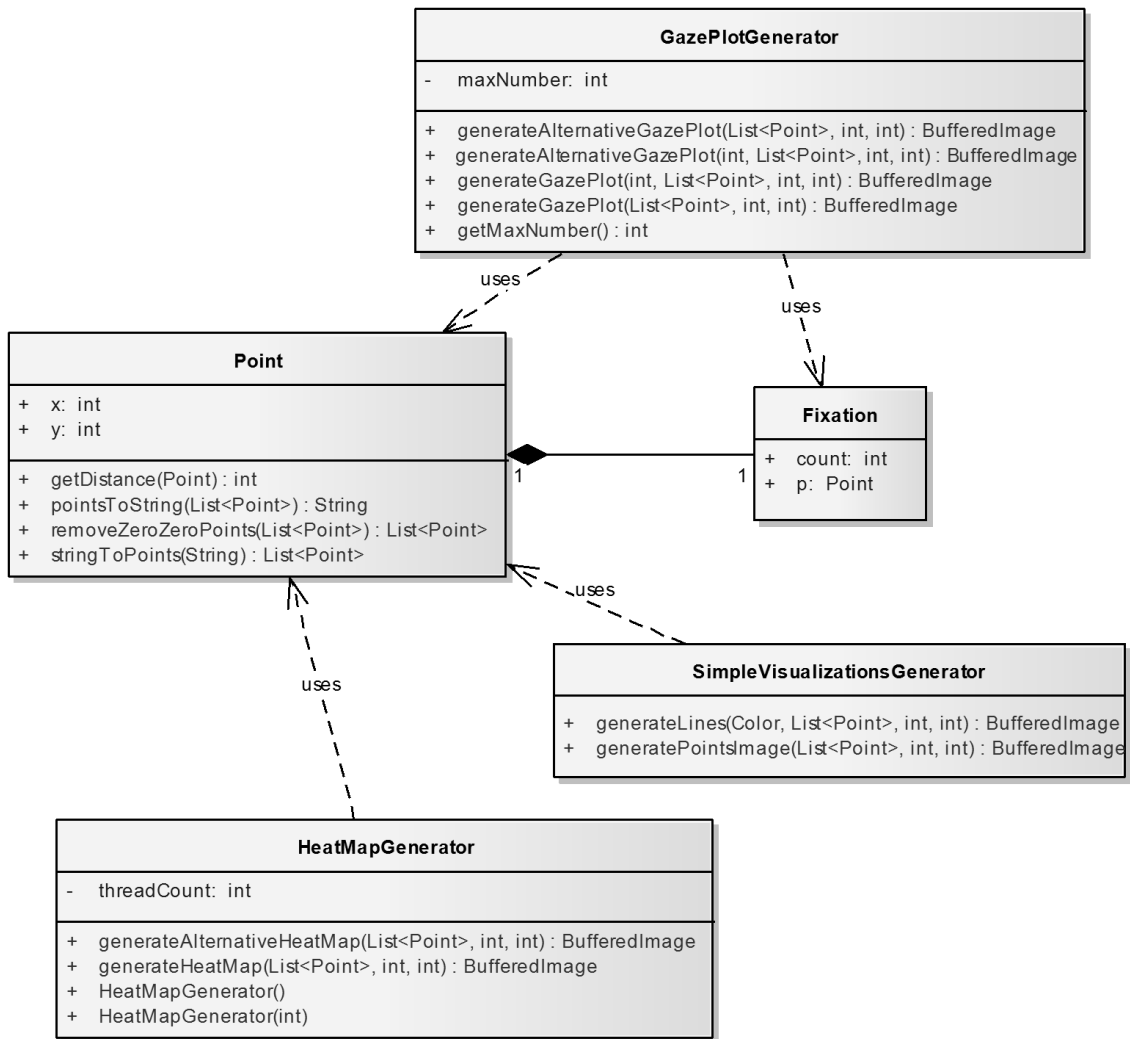 GazePlotGenerator
- maxNumber: int
+ generateAlternativeGazePlot(List<Point>, int, int) : BufferedImage
+ generateAlternativeGazePlot(int, List<Point>, int, int) : BufferedImage
+ generateGazePlot(int, List<Point>, int, int) : BufferedImage
+ generateGazePlot(List<Point>, int, int) : BufferedImage
+ getMaxNumber() : int
uses
uses
Point
+ x: int
+ y: int
+ getDistance(Point) : int
+ pointsToString(List<Point>) : String
+ removeZeroZeroPoints(List<Point>) : List<Point>
+ stringToPoints(String) : List<Point>
1
1
Fixation
+ count: int
+ p: Point
uses
SimpleVisualizationsGenerator
+ generateLines(Color, List<Point>, int, int) : BufferedImage
+ generatePointsImage(List<Point>, int, int) : BufferedImage
uses
HeatMapGenerator
- threadCount: int
+ generateAlternativeHeatMap(List<Point>, int, int) : BufferedImage
+ generateHeatMap(List<Point>, int, int) : BufferedImage
+ HeatMapGenerator()
+ HeatMapGenerator(int)